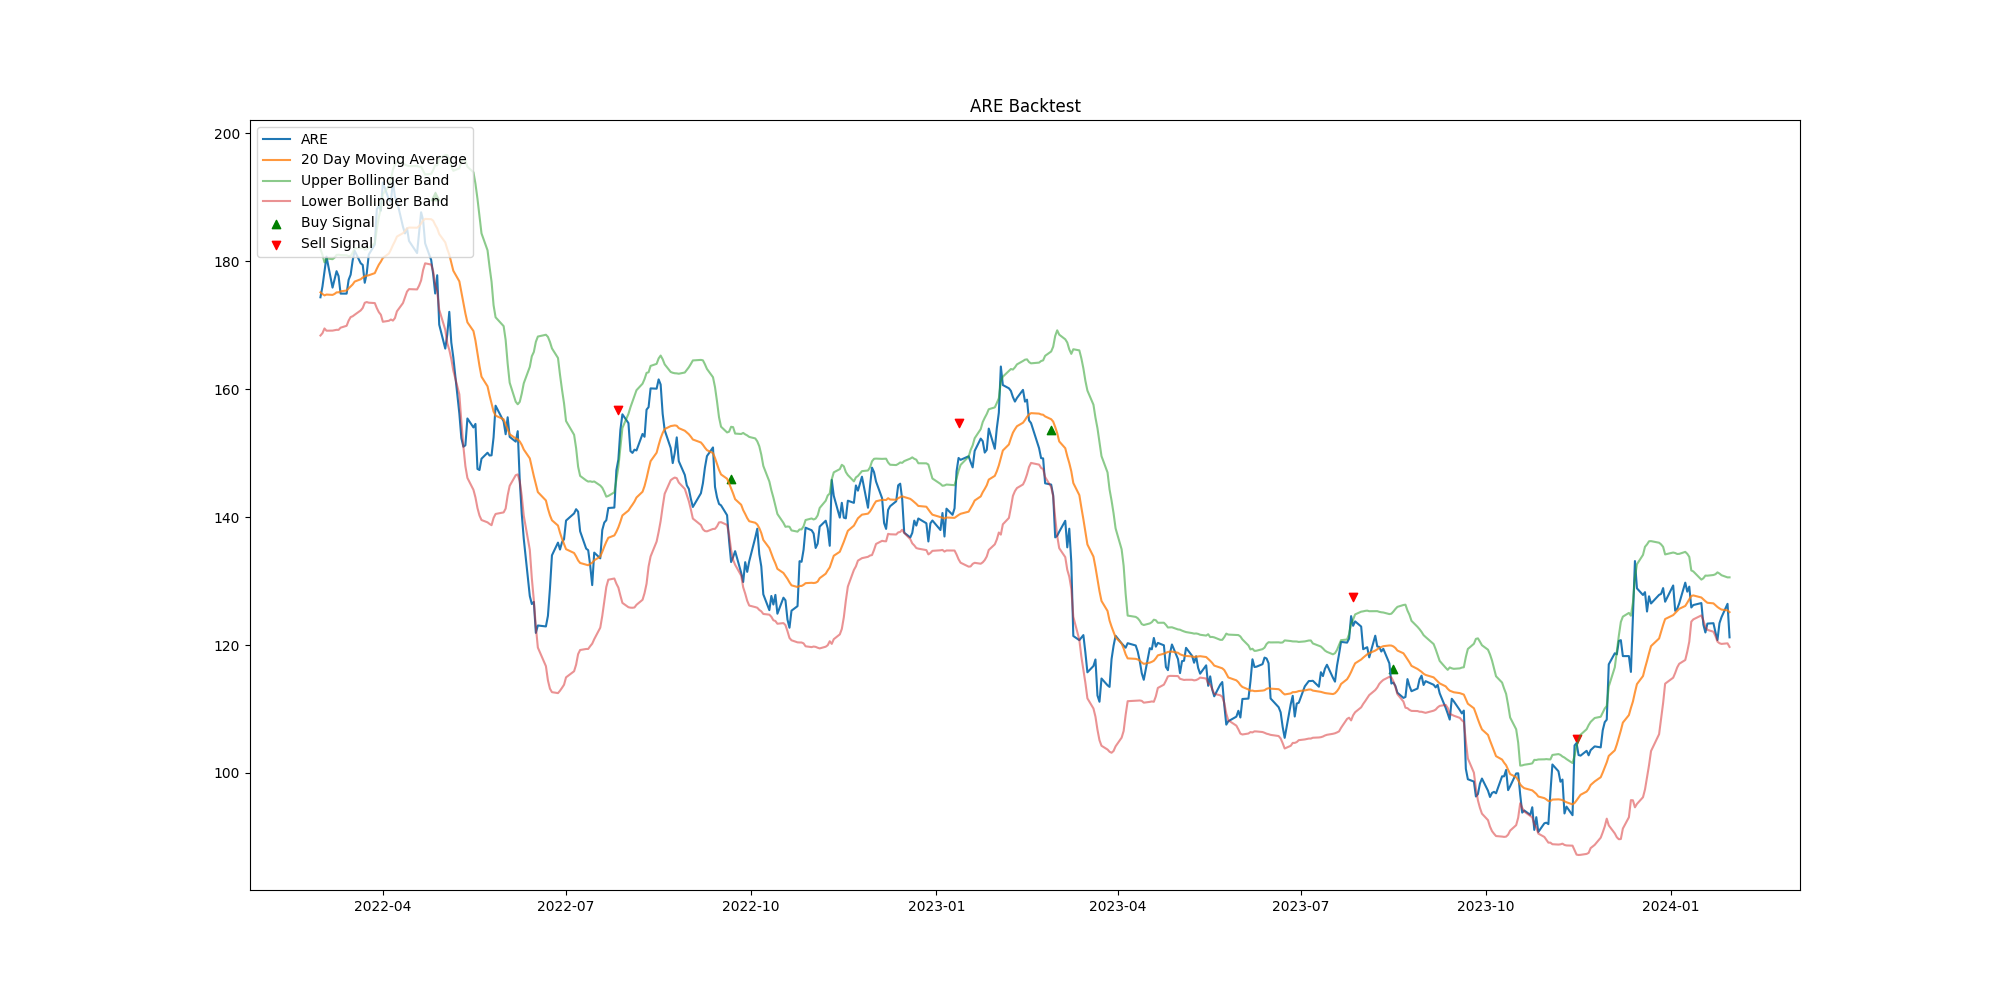 ARE Backtest
200
180
160
140
120
100
ARE
20 Day Moving Average
Upper Bollinger Band
Lower Bollinger Band
Buy Signal
Sell Signal
2022-04 2022-07 2022-10 2023-01 2023-04 2023-07 2023-10 2024-01